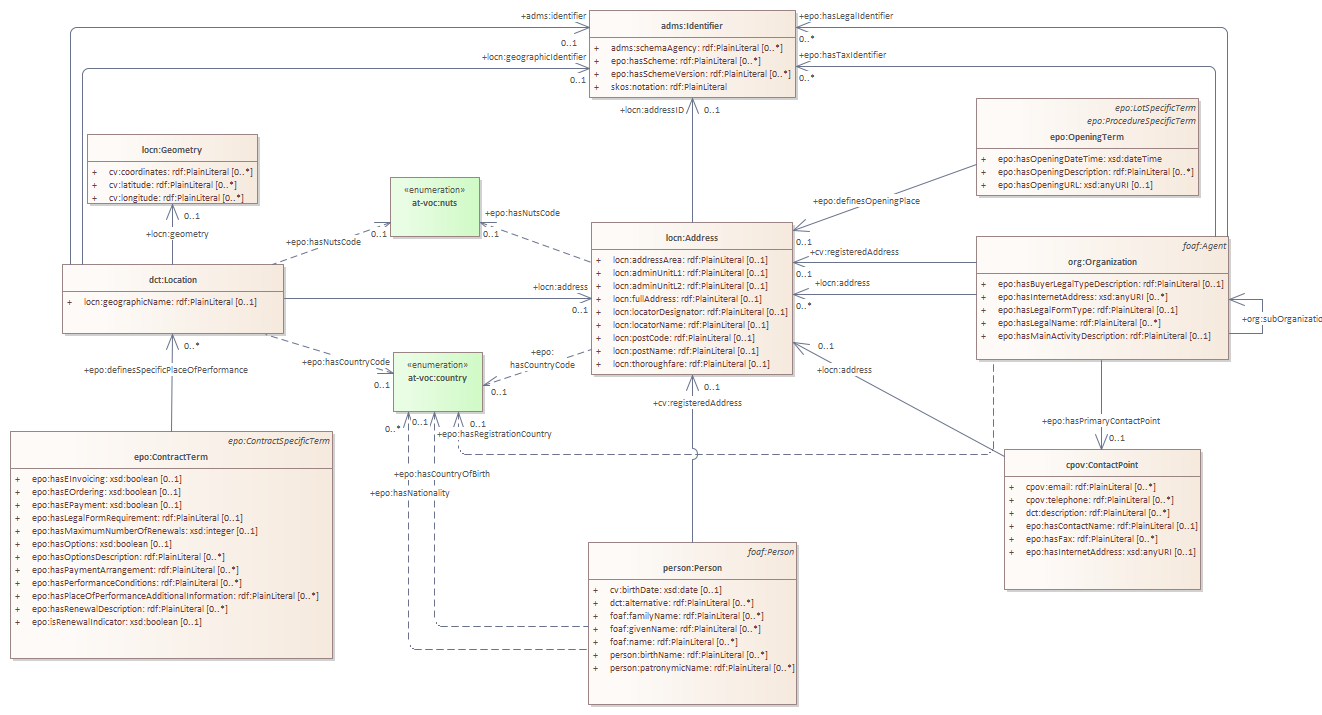 +adms:identifier
0..1
+locn:geographicIdentifier
0..1
adms:Identifier
+ adms:schemaAgency: rdf:PlainLiteral [0..*]
+ epo:hasScheme: rdf:PlainLiteral [0..*]
+ epo:hasSchemeVersion: rdf:PlainLiteral [0..*]
+ skos:notation: rdf:PlainLiteral
+epo:hasLegalIdentifier
0..*
+epo:hasTaxIdentifier
0..*
+locn:addressID
0..1
epo:LotSpecificTerm
epo:ProcedureSpecificTerm
epo:OpeningTerm
+ epo:hasOpeningDateTime: xsd:dateTime
+ epo:hasOpeningDescription: rdf:PlainLiteral [0..*]
+ epo:hasOpeningURL: xsd:anyURI [0..1]
locn:Geometry
+ cv:coordinates: rdf:PlainLiteral [0..*]
+ cv:latitude: rdf:PlainLiteral [0..*]
+ cv:longitude: rdf:PlainLiteral [0..*]
0..1
+locn:geometry
«enumeration»
at-voc:nuts
+epo:hasNutsCode
0..1
+epo:hasNutsCode
0..1
+epo:definesOpeningPlace
0..1
+cv:registeredAddress
0..1
+locn:address
0..*
locn:Address
+ locn:addressArea: rdf:PlainLiteral [0..1]
+ locn:adminUnitL1: rdf:PlainLiteral [0..1]
+ locn:adminUnitL2: rdf:PlainLiteral [0..1]
+ locn:fullAddress: rdf:PlainLiteral [0..1]
+ locn:locatorDesignator: rdf:PlainLiteral [0..1]
+ locn:locatorName: rdf:PlainLiteral [0..1]
+ locn:postCode: rdf:PlainLiteral [0..1]
+ locn:postName: rdf:PlainLiteral [0..1]
+ locn:thoroughfare: rdf:PlainLiteral [0..1]
foaf:Agent
org:Organization
+ epo:hasBuyerLegalTypeDescription: rdf:PlainLiteral [0..1]
+ epo:hasInternetAddress: xsd:anyURI [0..*]
+ epo:hasLegalFormType: rdf:PlainLiteral [0..1]
+ epo:hasLegalName: rdf:PlainLiteral [0..*]
+ epo:hasMainActivityDescription: rdf:PlainLiteral [0..1]
+org:subOrganizatio
dct:Location
+ locn:geographicName: rdf:PlainLiteral [0..1]
+locn:address
0..1
0..*
+epo:definesSpecificPlaceOfPerformance
+epo:hasCountryCode
0..1
«enumeration»
at-voc:country
+epo:
hasCountryCode
0..1
0..1
+locn:address
0..1
+cv:registeredAddress
0..*
0..1
0..1
+epo:hasRegistrationCountry
+epo:hasCountryOfBirth
+epo:hasNationality
+epo:hasPrimaryContactPoint
0..1
epo:ContractSpecificTerm
epo:ContractTerm
+ epo:hasEInvoicing: xsd:boolean [0..1]
+ epo:hasEOrdering: xsd:boolean [0..1]
+ epo:hasEPayment: xsd:boolean [0..1]
+ epo:hasLegalFormRequirement: rdf:PlainLiteral [0..1]
+ epo:hasMaximumNumberOfRenewals: xsd:integer [0..1]
+ epo:hasOptions: xsd:boolean [0..1]
+ epo:hasOptionsDescription: rdf:PlainLiteral [0..*]
+ epo:hasPaymentArrangement: rdf:PlainLiteral [0..*]
+ epo:hasPerformanceConditions: rdf:PlainLiteral [0..*]
+ epo:hasPlaceOfPerformanceAdditionalInformation: rdf:PlainLiteral [0..*]
+ epo:hasRenewalDescription: rdf:PlainLiteral [0..*]
+ epo:isRenewalIndicator: xsd:boolean [0..1]
cpov:ContactPoint
+ cpov:email: rdf:PlainLiteral [0..*]
+ cpov:telephone: rdf:PlainLiteral [0..*]
+ dct:description: rdf:PlainLiteral [0..*]
+ epo:hasContactName: rdf:PlainLiteral [0..1]
+ epo:hasFax: rdf:PlainLiteral [0..*]
+ epo:hasInternetAddress: xsd:anyURI [0..1]
foaf:Person
person:Person
+ cv:birthDate: xsd:date [0..1]
+ dct:alternative: rdf:PlainLiteral [0..*]
+ foaf:familyName: rdf:PlainLiteral [0..*]
+ foaf:givenName: rdf:PlainLiteral [0..*]
+ foaf:name: rdf:PlainLiteral [0..*]
+ person:birthName: rdf:PlainLiteral [0..*]
+ person:patronymicName: rdf:PlainLiteral [0..*]